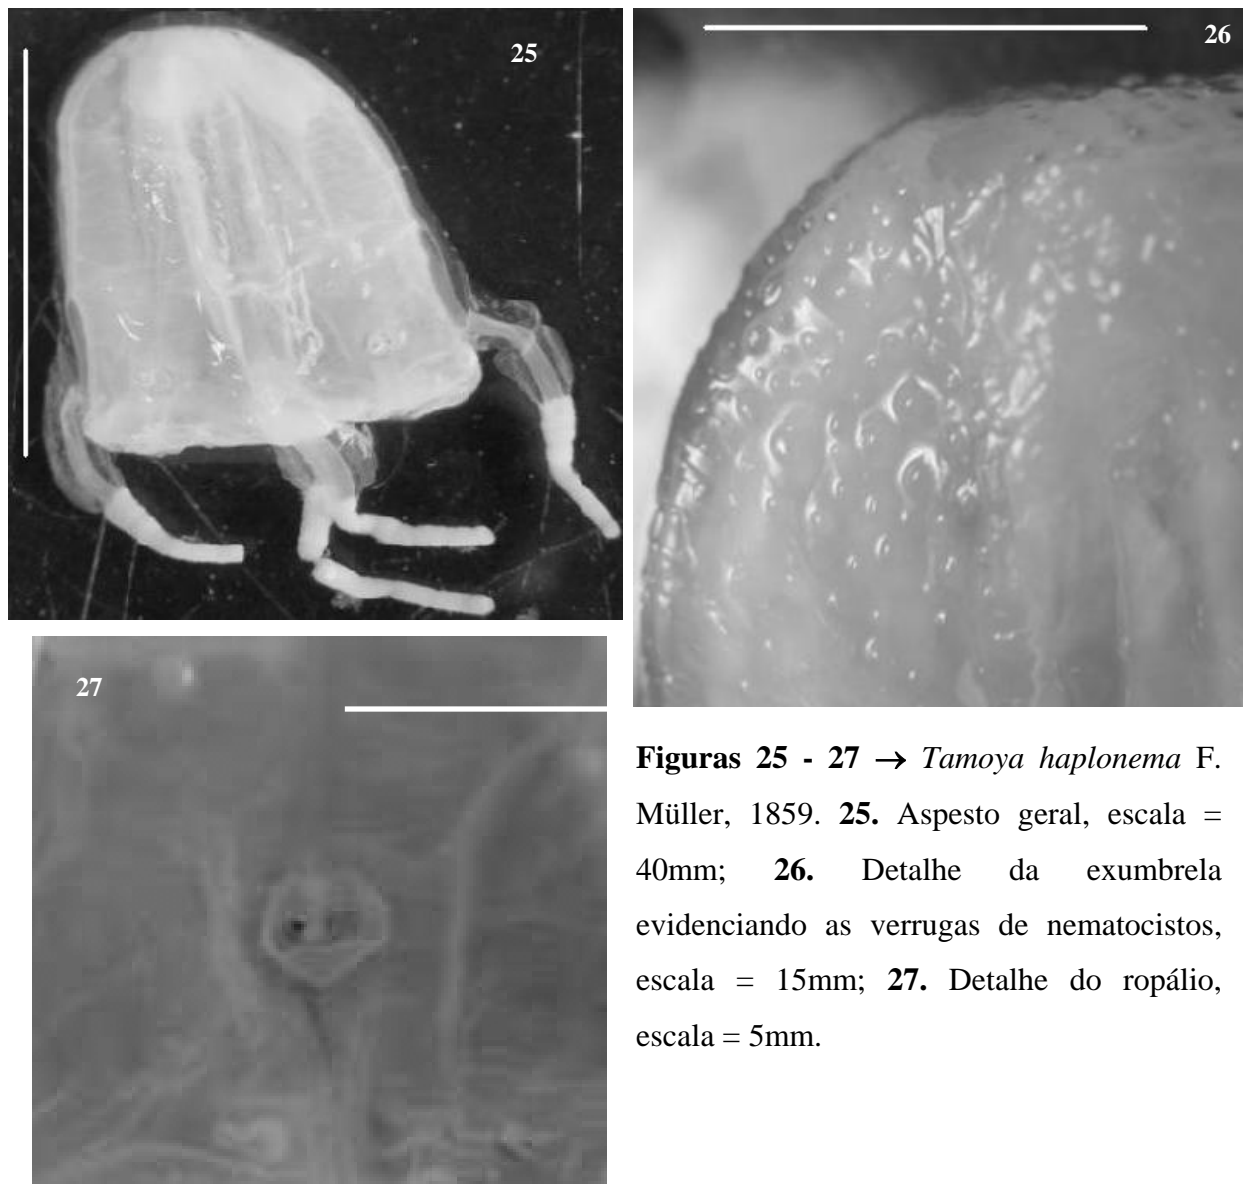 25
26
27
Figuras 25 - 27 → Tamoya haplonema F.
Müller, 1859. 25. Aspesto geral, escala =
40mm; 26. Detalhe da exumbrela
evidenciando as verrugas de nematocistos,
escala = 15mm; 27. Detalhe do ropálio,
escala = 5mm.